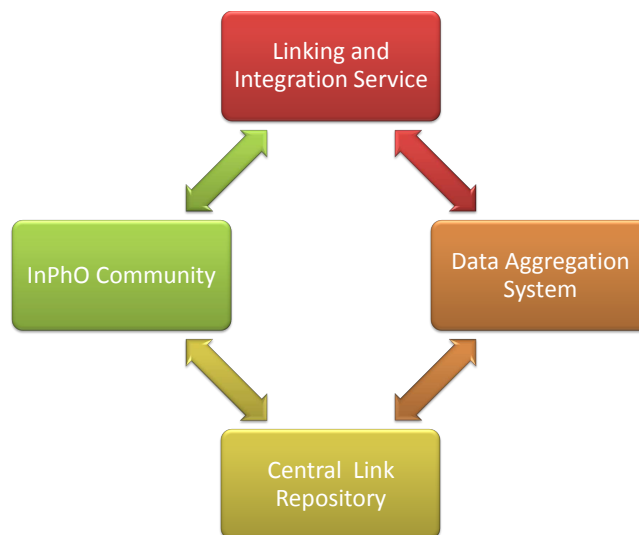 Linking and
Integration Service
InPhO Community
Data Aggregation
System
Central Link
Repository